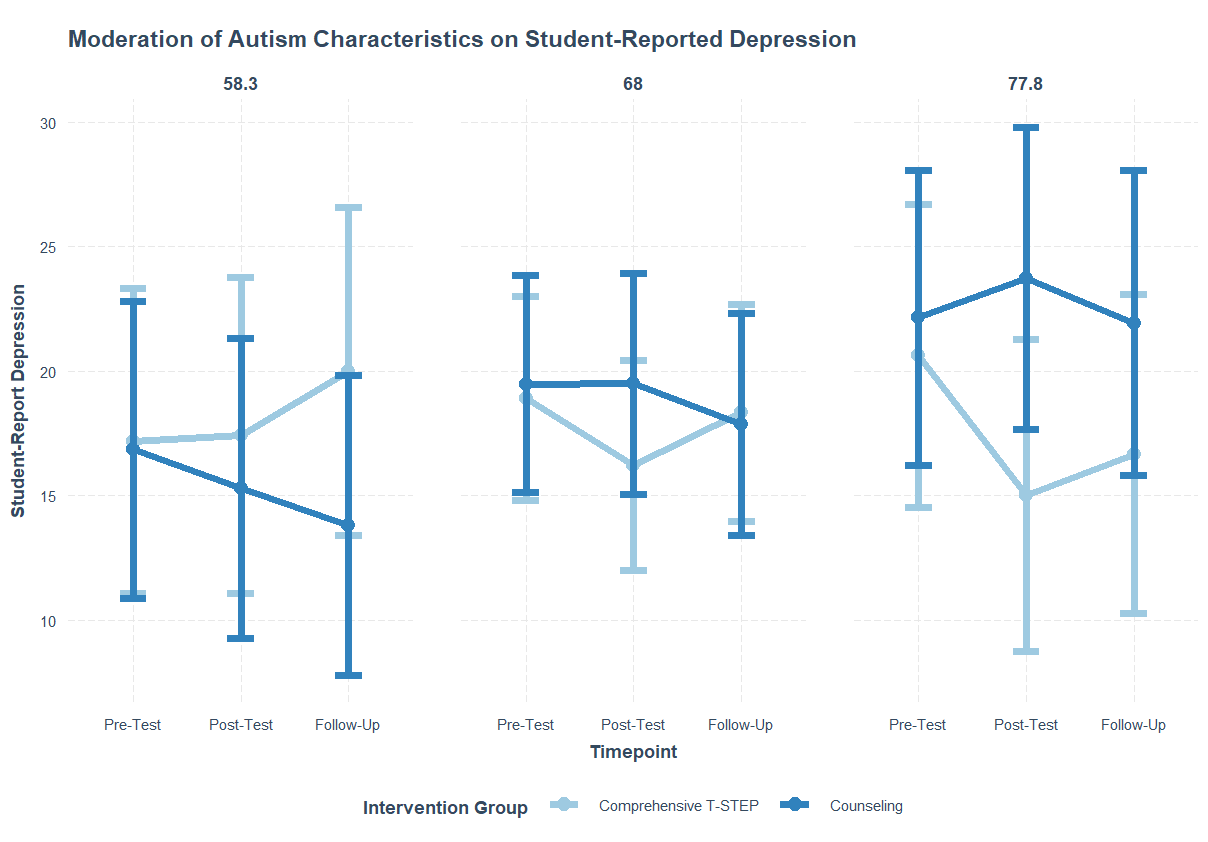 Moderation of Autism Characteristics on Student-Reported Depression
58.3 68 77.8
30
25
20
15
10
Student-Report Depression
Pre-Test Post-Test Follow-Up Pre-Test Post-Test Follow-Up Pre-Test Post-Test Follow-Up
Timepoint
Intervention Group Comprehensive T-STEP Counseling